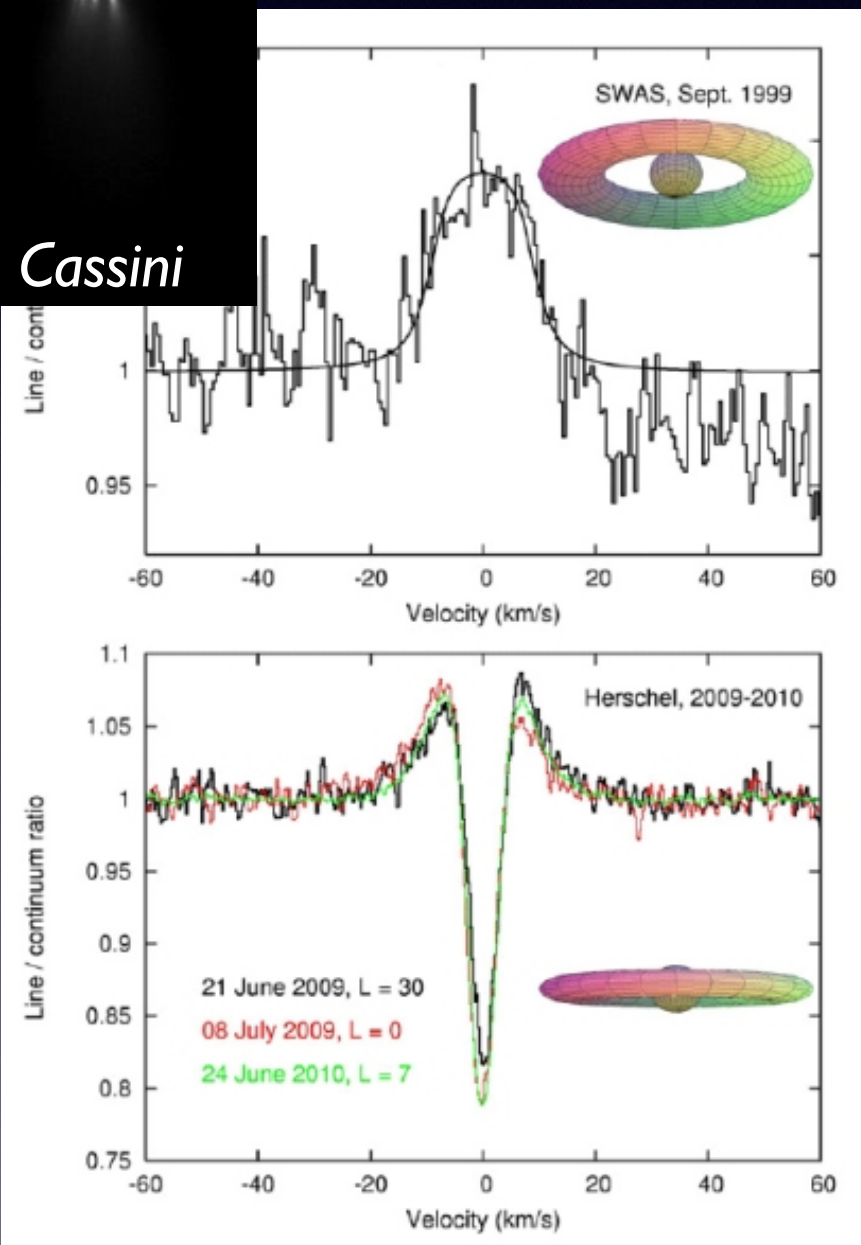 Cassini
SWAS, Sept. 1999
Line / cont
1
0.95
-60 -40 -20 0 20 40 60
Velocity (km/s)
1.1
1.05
1
0.95
0.9
0.85
0.8
0.75
Line / continuum ratio
Herschel, 2009-2010
21 June 2009, L = 30
08 July 2009, L = 0
24 June 2010, L = 7
-60 -40 -20 0 20 40 60
Velocity (km/s)